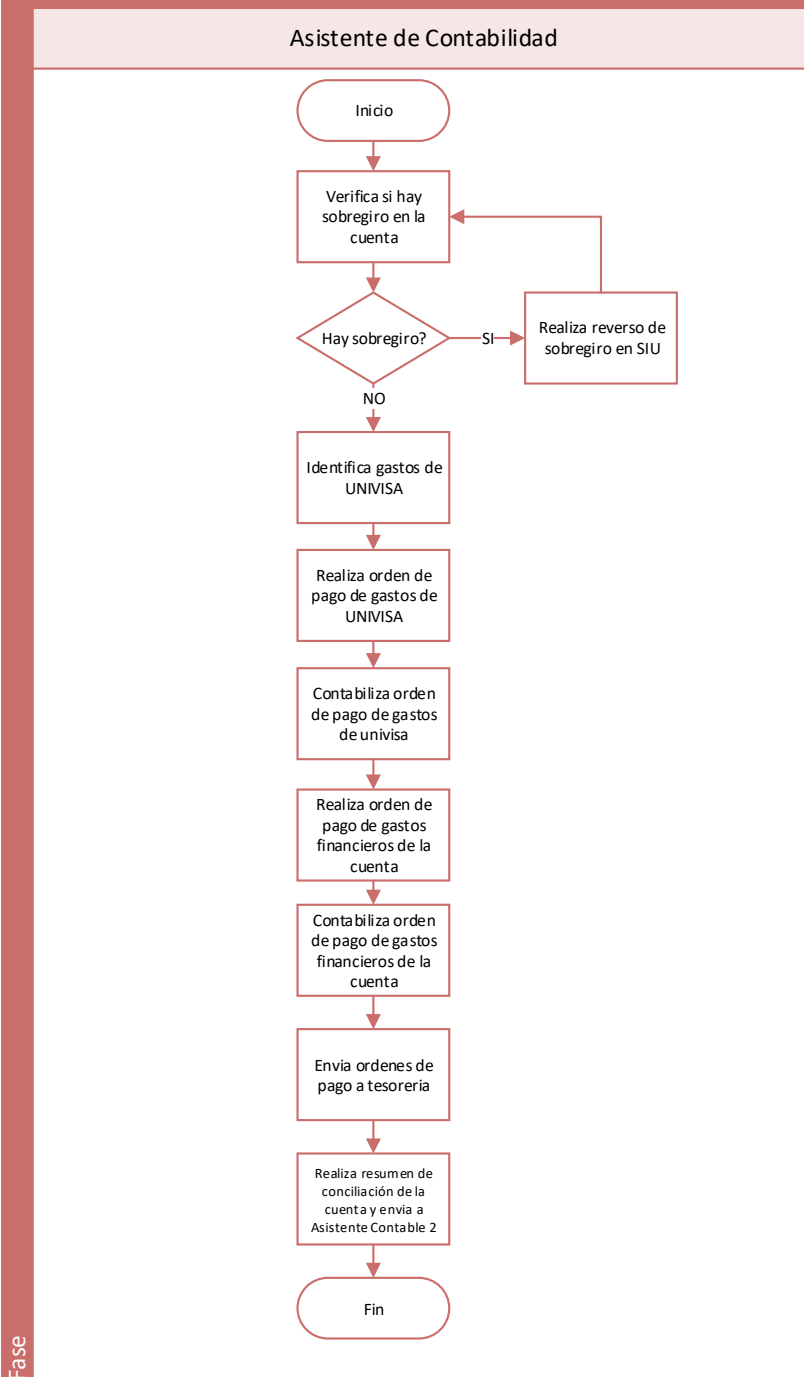 Asistente de Contabilidad
Inicio
Verifica si hay
sobregiro en la
cuenta
Hay sobregiro?
SI
Realiza reverso de
sobregiro en SIU
NO
Identifica gastos de
UNIVISA
Realiza orden de
pago de gastos de
UNIVISA
Contabiliza orden
de pago de gastos
de univisa
Realiza orden de
pago de gastos
financieros de la
cuenta
Contabiliza orden
de pago de gastos
financieros de la
cuenta
Envia ordenes de
pago a tesoreria
Realiza resumen de
conciliación de la
cuenta y envia a
Asistente Contable 2
Fin
Fase